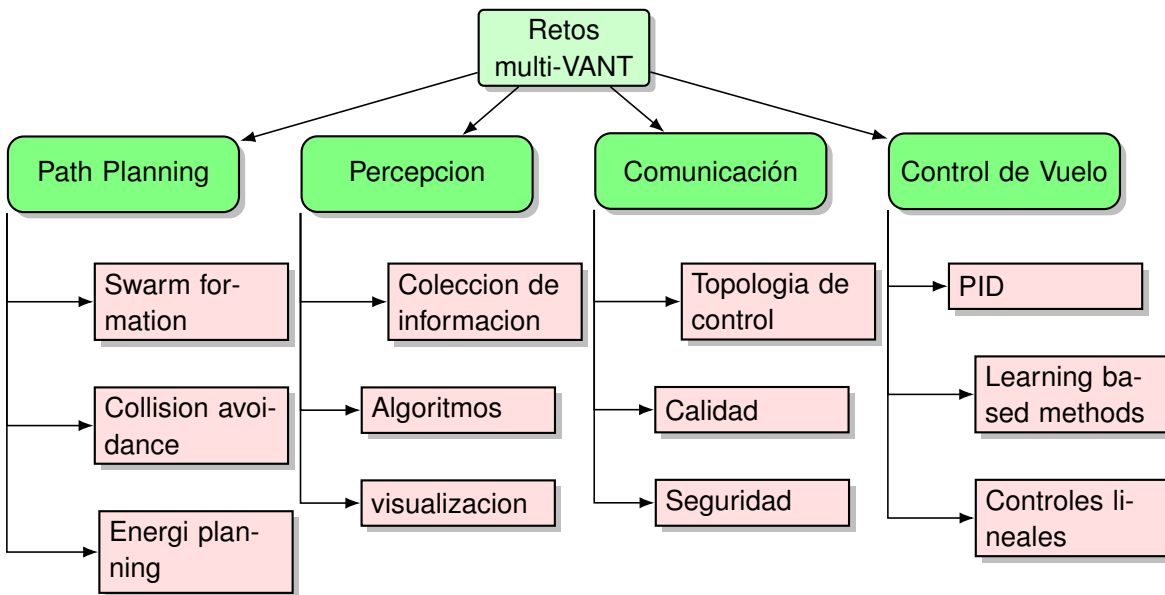 Retos
multi-VANT
Path Planning
Percepcion
Comunicación
Control de Vuelo
Swarm for-
mation
Collision avoi-
dance
Energi plan-
ning
Coleccion de
informacion
Algoritmos
visualizacion
Topologia de
control
Calidad
Seguridad
PID
Learning ba-
sed methods
Controles li-
neales